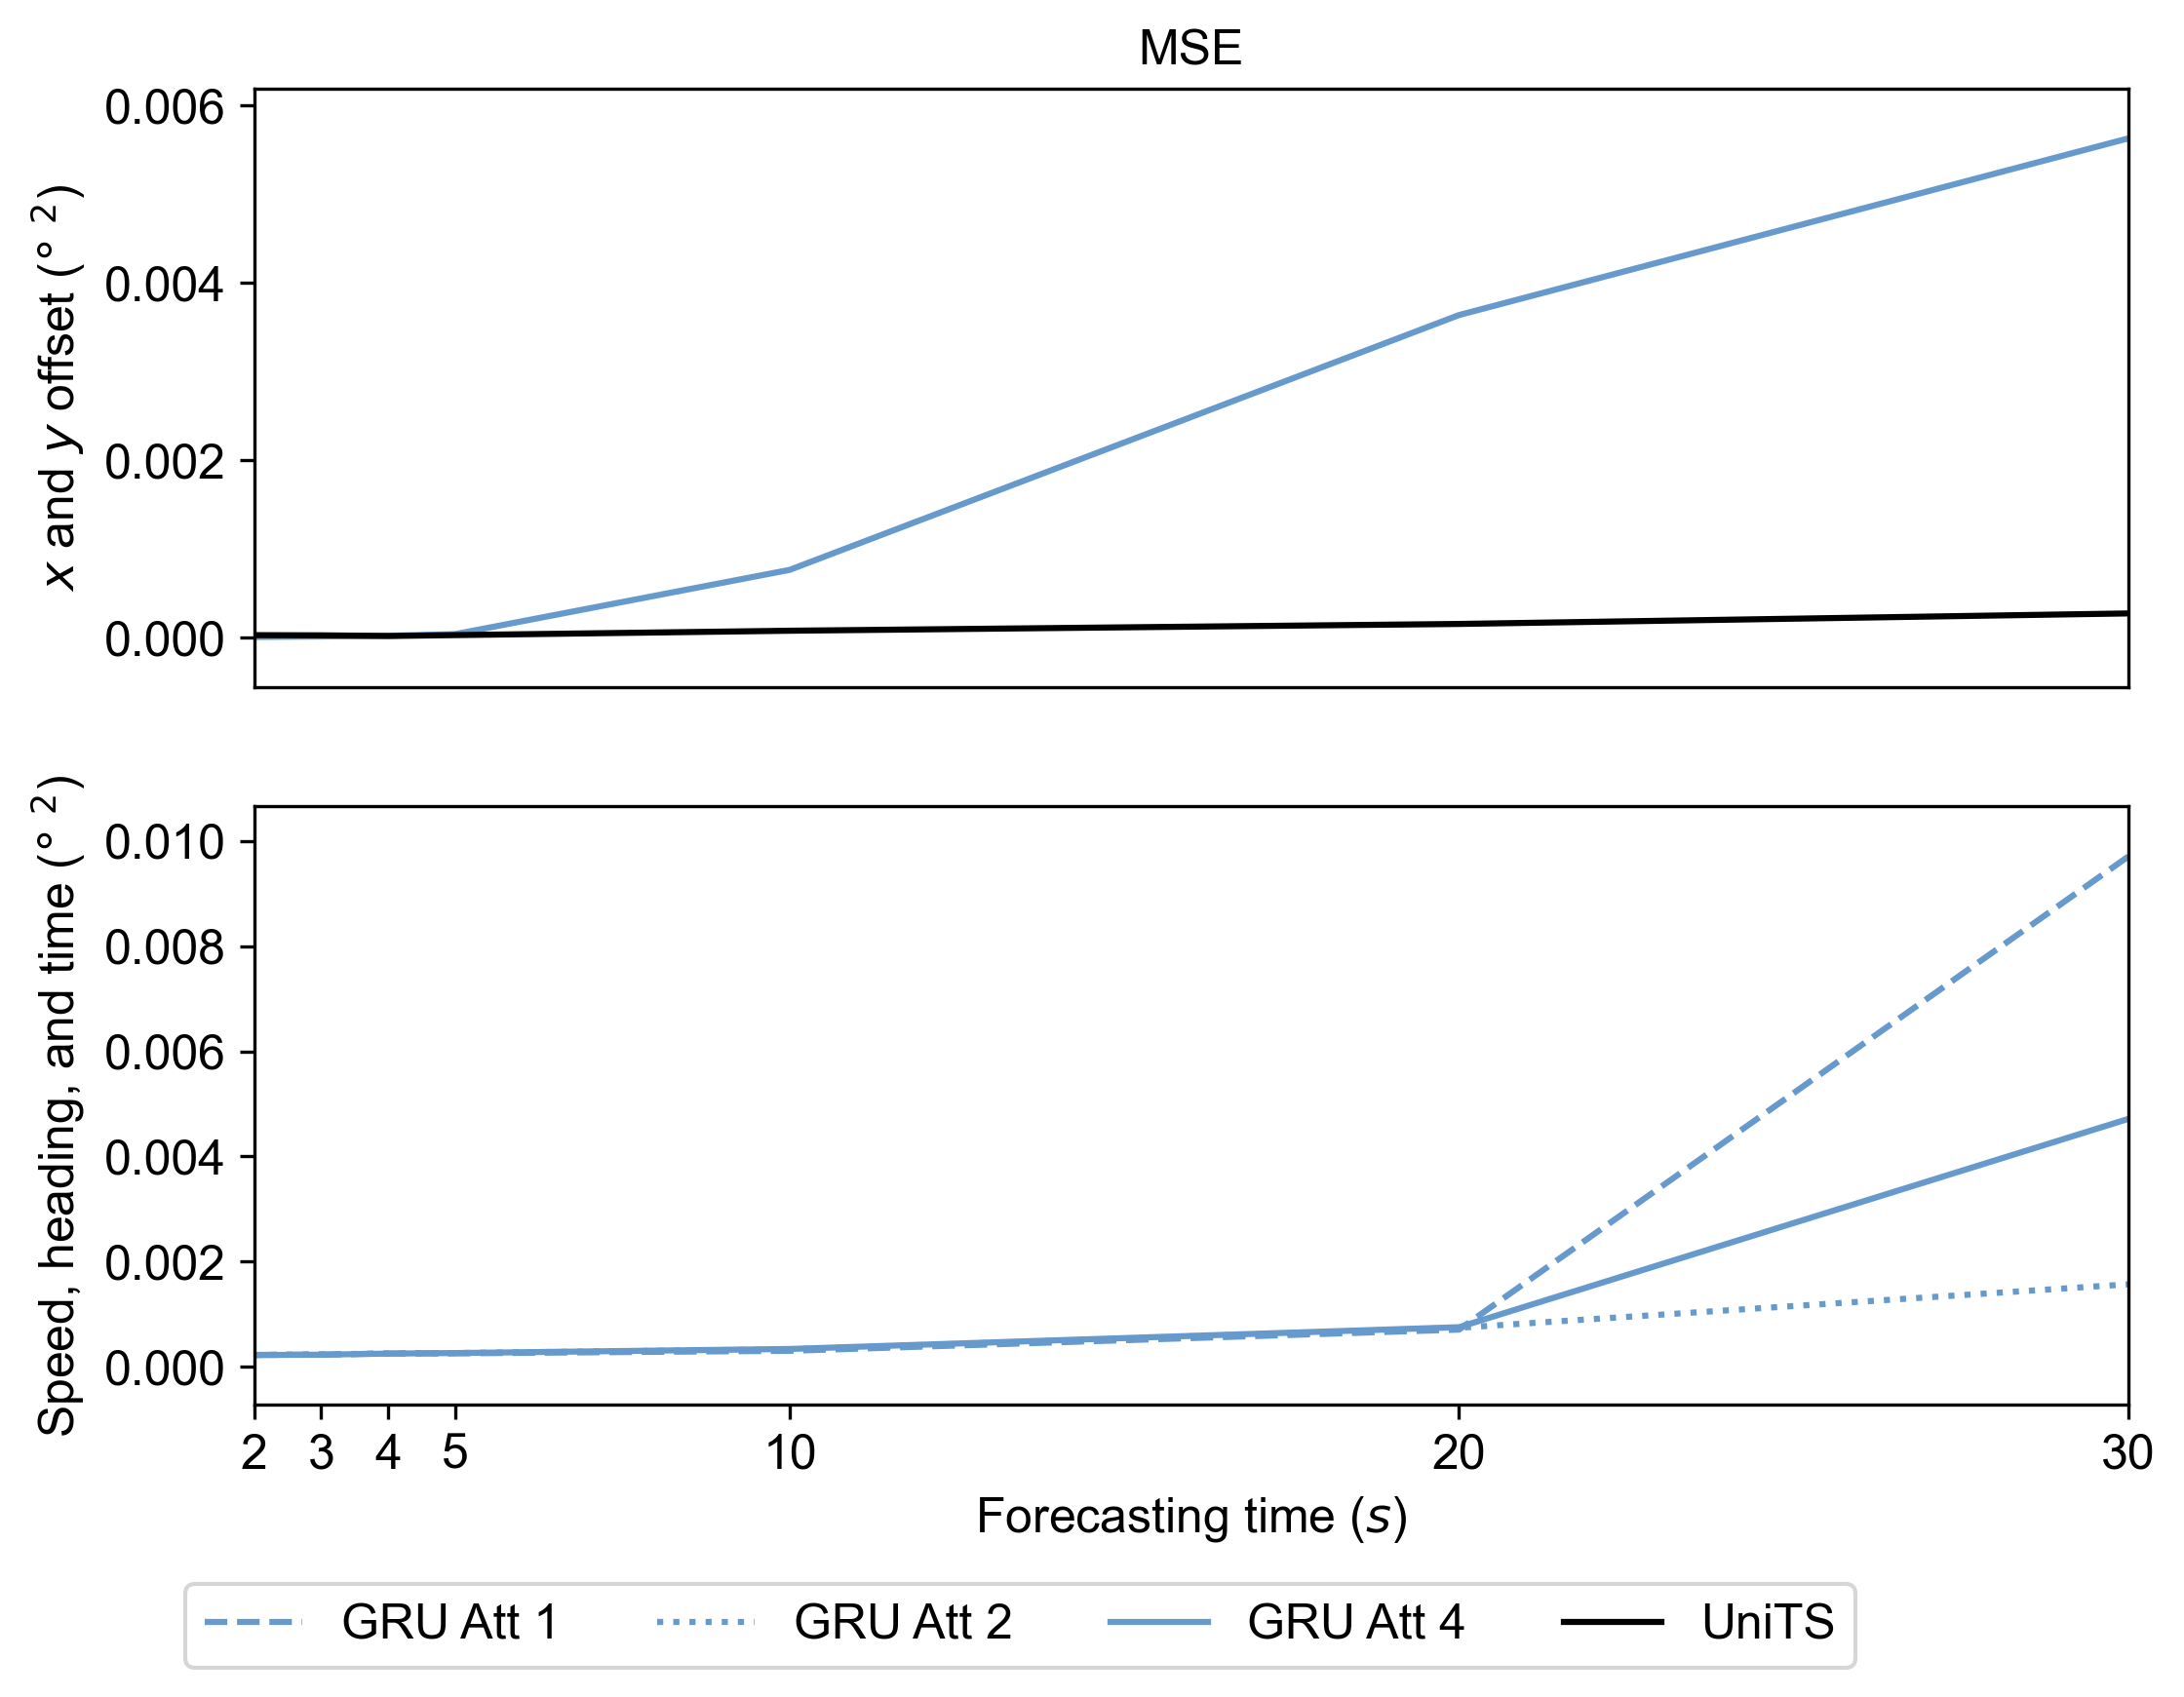 MSE
0.006
0.004
0.002
0.000
x and y offset (° ²)
0.010
0.008
0.006
0.004
0.002
0.000
Speed, heading, and time (° ²)
2 3 4 5 10 20 30
Forecasting time (s)
GRU Att 1 GRU Att 2 GRU Att 4 UniTS